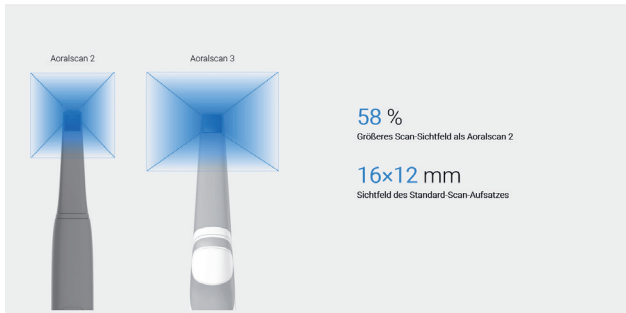 Aoralscan 2
Aoralscan 3
58 %
Größeres Scan-Sichtfeld als Aoralscan 2
16×12 mm
Sichtfeld des Standard-Scan-Aufsatzes